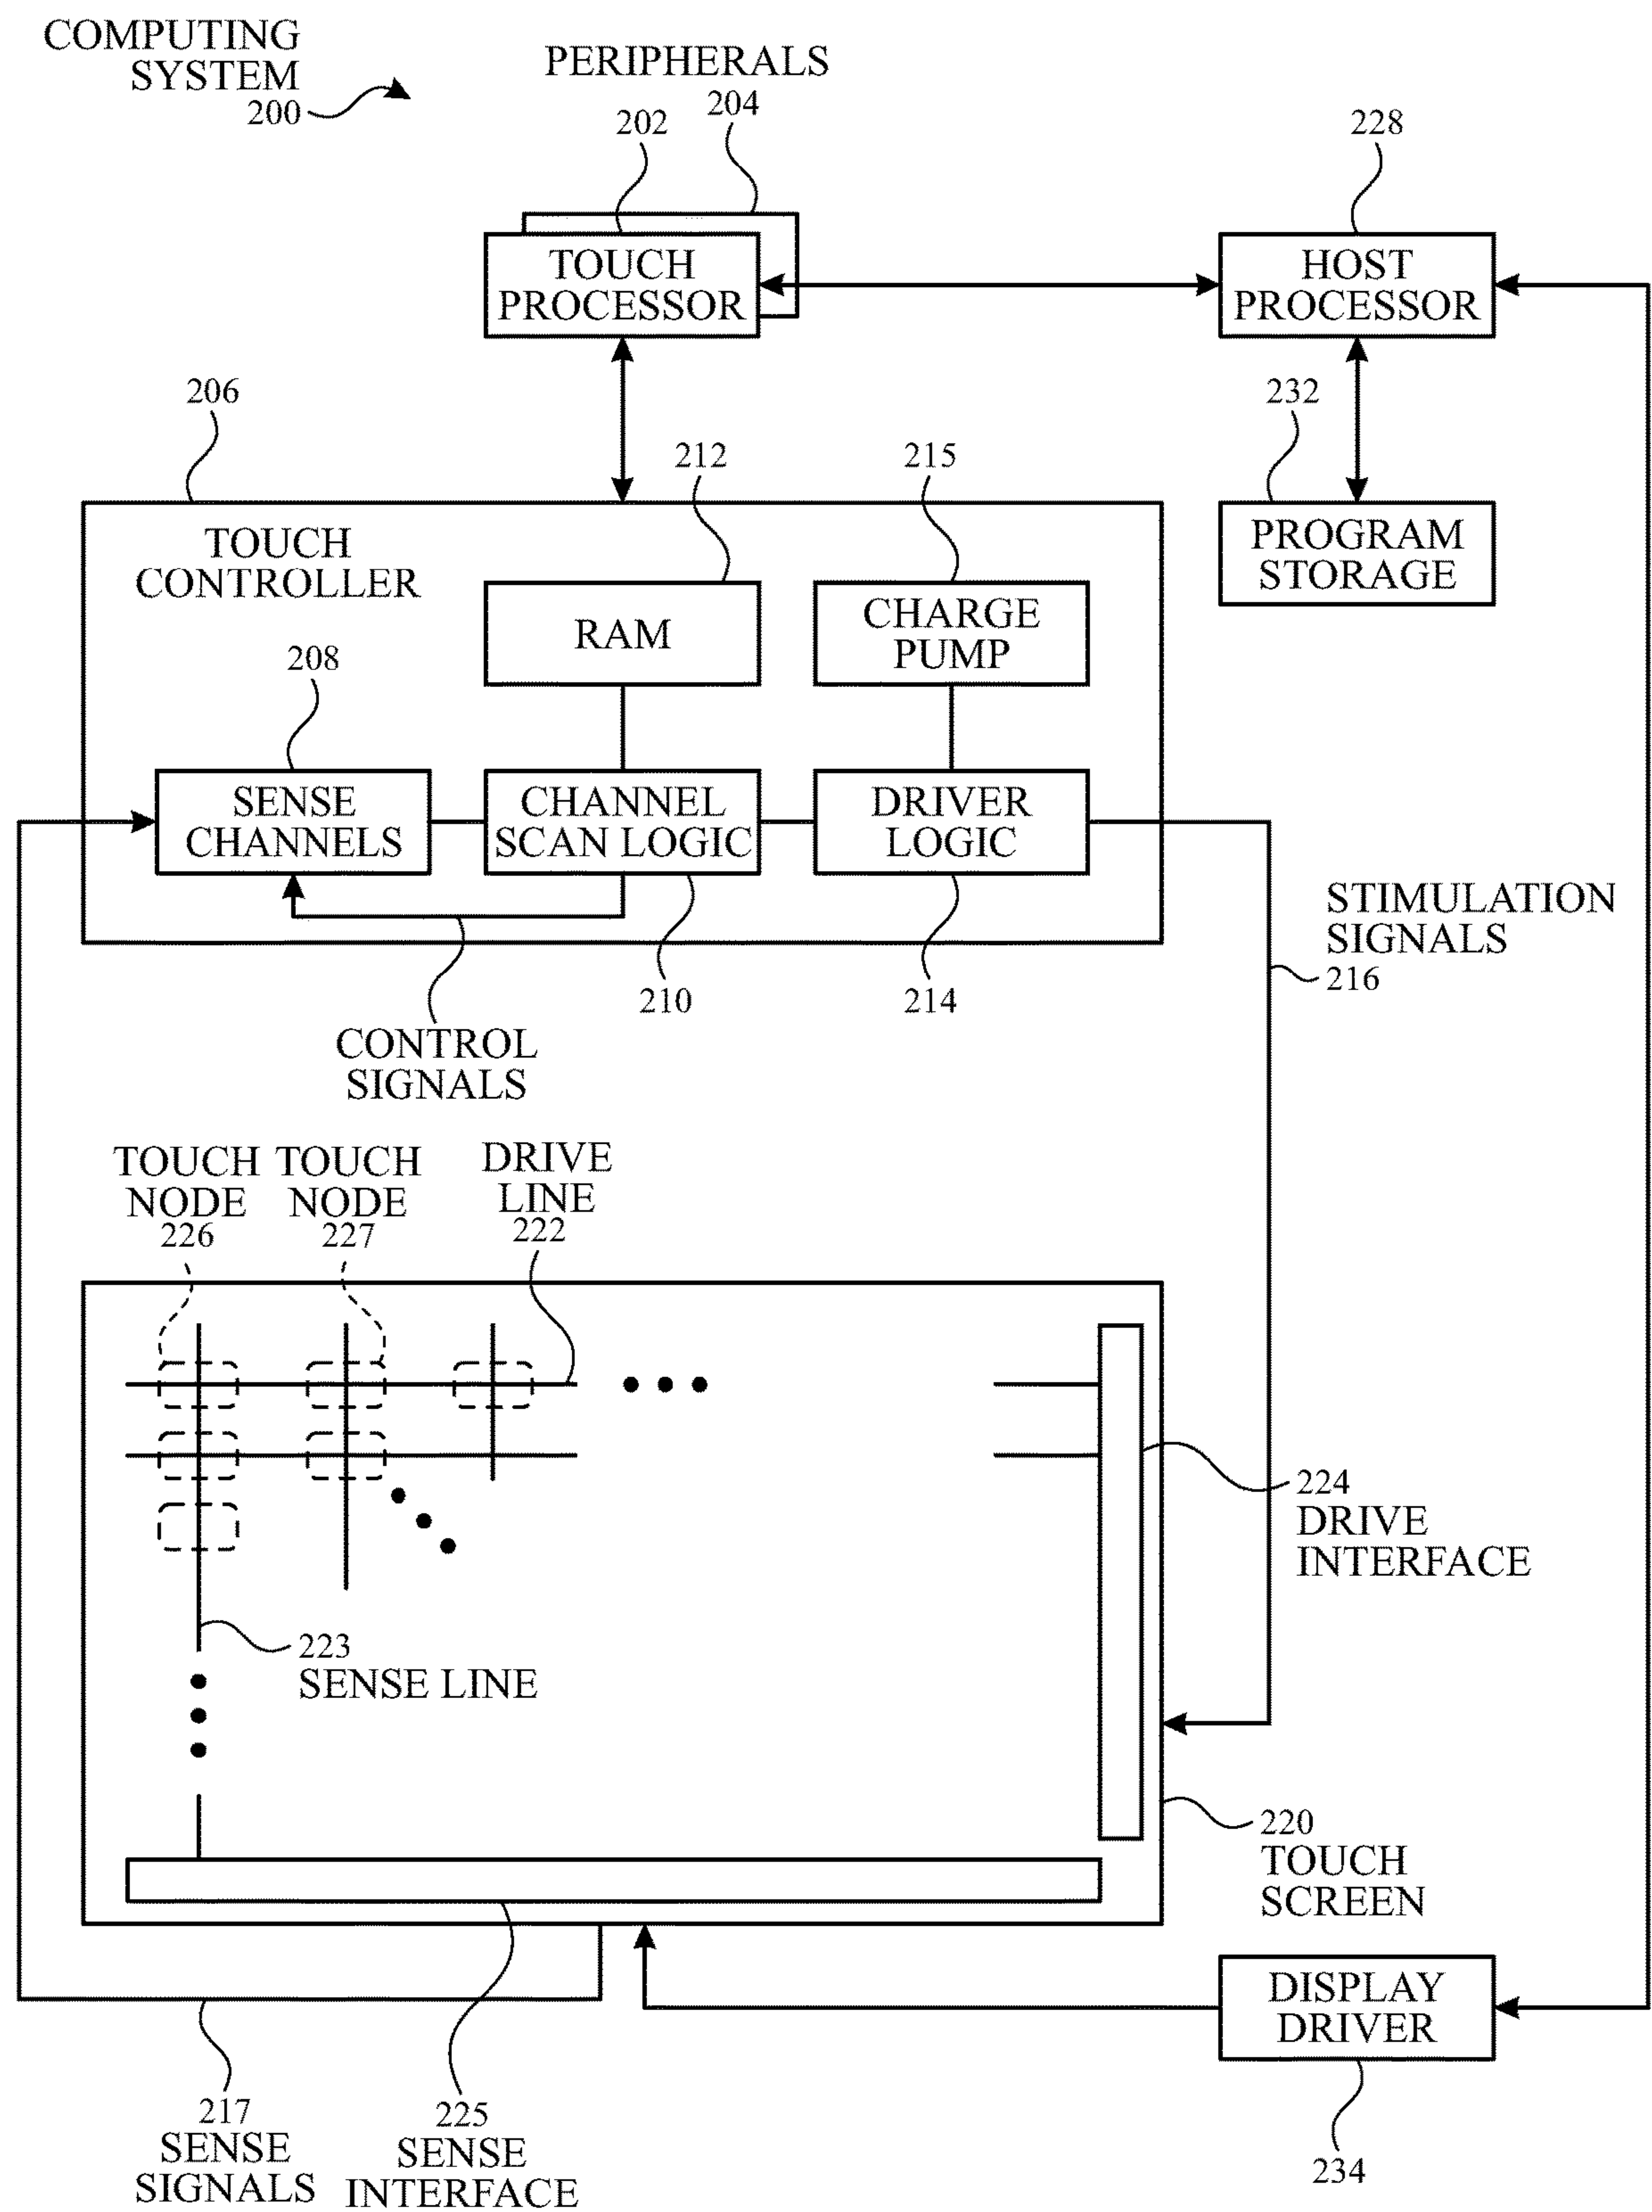 COMPUTING
SYSTEM
200
PERIPHERALS
204
202
228
TOUCH
PROCESSOR
HOST
PROCESSOR
206
212
215
232
TOUCH
CONTROLLER
RAM
CHARGE
PUMP
PROGRAM
STORAGE
208
SENSE
CHANNELS
CHANNEL
SCAN LOGIC
DRIVER
LOGIC
STIMULATION
SIGNALS
216
210
214
CONTROL
SIGNALS
TOUCH
NODE
226
TOUCH
NODE
227
DRIVE
LINE
222
224
DRIVE
INTERFACE
223
SENSE LINE
220
TOUCH
SCREEN
DISPLAY
DRIVER
217
SENSE
SIGNALS
225
SENSE
INTERFACE
234